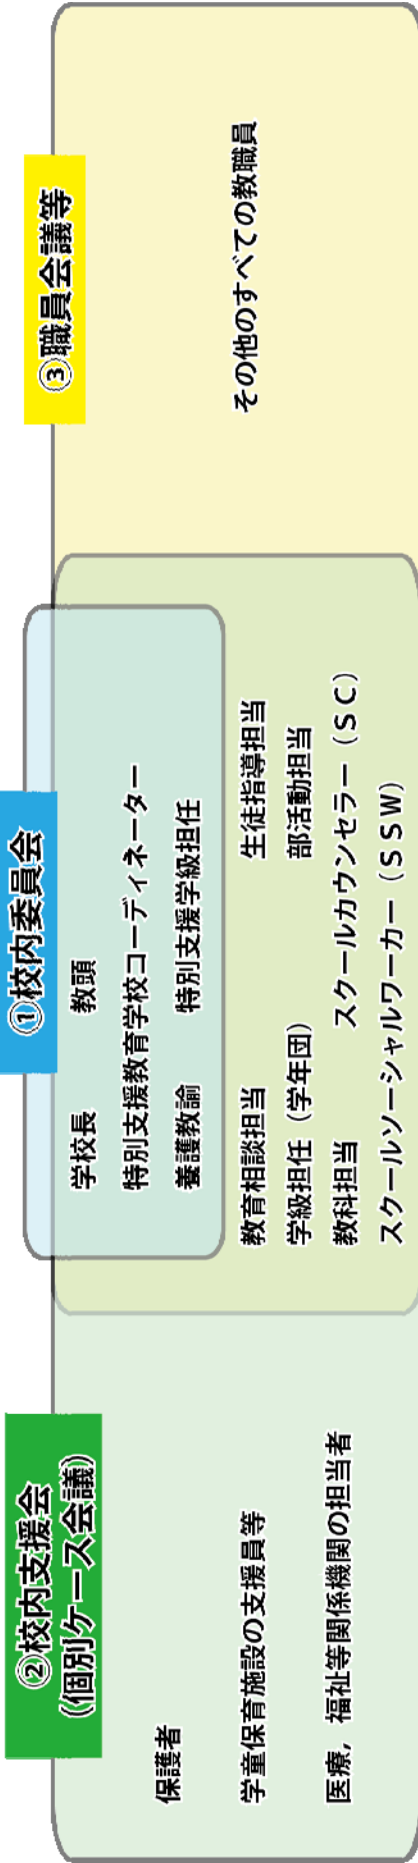 ②校内支援会
(個別ケース会議)
保護者
学童保育施設の支援員等
医療，福祉等関係機関の担当者
①校内委員会
学校長　教頭
特別支援教育学校コーディネーター
養護教諭　特別支援学級担任
教育相談担当　生徒指導担当
学級担任（学年団）　部活動担当
教科担当　スクールカウンセラー（ＳＣ）
スクールソーシャルワーカー（ＳＳＷ）
③職員会議等
その他のすべての教職員